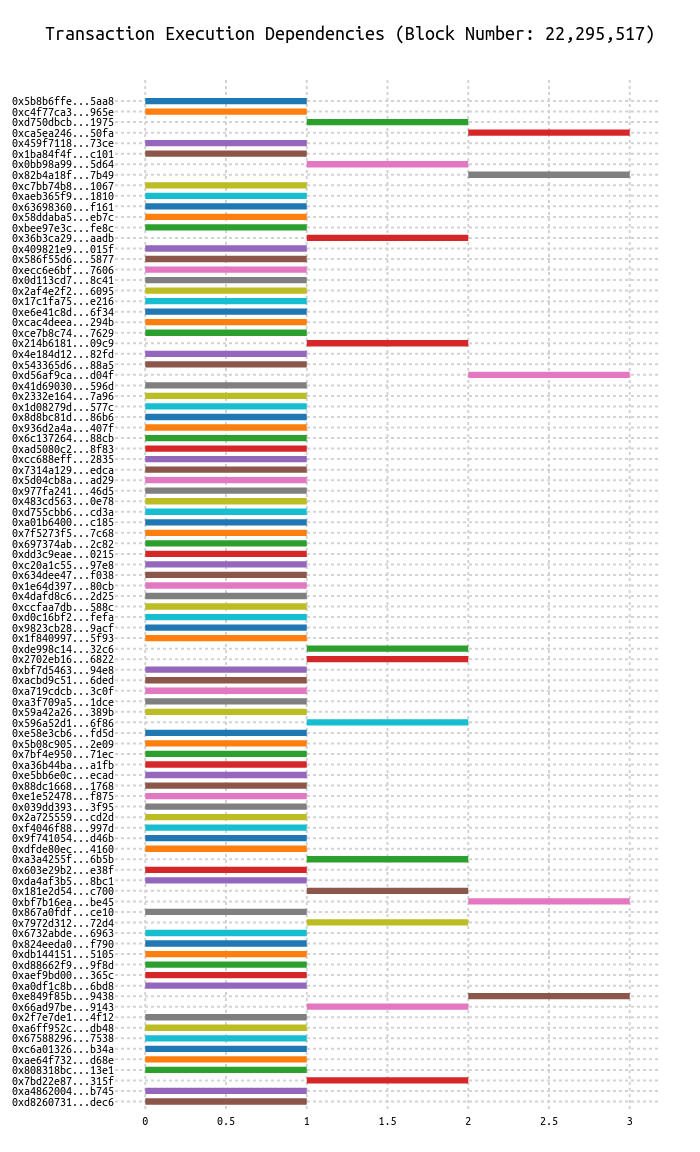 Transaction Execution Dependencies (Block Number: 22,295,517)
0x5b8b6ffe...5aa8
0xc4f77ca3...965e
0xd750dbcb...1975
0xca5ea246...50fa
0x459f7118...73ce
0x1ba84f4f...c101
0x0bb98a99...5d64
0x82b4a18f...7b49
0xc7bb74b8...1067
0xaeb365f9...1810
0x63698360...f161
0x58ddaba5...eb7c
0xbee97e3c...fe8c
0x36b3ca29...aadb
0x409821e9...015f
0x586f55d6...5877
0xecc6e6bf...7606
0x0d113cd7...8c41
0x2af4e2f2...6095
0x17c1fa75...e216
0xe6e41c8d...6f34
0xcac4deea...294b
0xce7b8c74...7629
0x214b6181...09c9
0x4e184d12...82fd
0x543365d6...88a5
0xd56af9ca...d04f
0x41d69030...596d
0x2332e164...7a96
0x1d08279d...577c
0x8d8bc81d...86b6
0x936d2a4a...407f
0x6c137264...88cb
0xad5080c2...8f83
0xcc688eff...2835
0x7314a129...edca
0x5d04cb8a...ad29
0x977fa241...46d5
0x483cd563...0e78
0xd755cbb6...cd3a
0xa01b6400...c185
0x7f5273f5...7c68
0x697374ab...2c82
0xdd3c9eae...0215
0xc20a1c55...97e8
0x634dee47...f038
0x1e64d397...80cb
0x4dafd8c6...2d25
0xccfaa7db...588c
0xd0c16bf2...fefa
0x9823cb28...9acf
0x1f840997...5f93
0xde998c14...32c6
0x2702eb16...6822
0xbf7d5463...94e8
0xacbd9c51...6ded
0xa719cdcb...3c0f
0xa3f709a5...1dce
0x59a42a26...389b
0x596a52d1...6f86
0xe58e3cb6...fd5d
0x5b08c905...2e09
0x7bf4e950...71ec
0xa36b44ba...a1fb
0xe5bb6e0c...ecad
0x88dc1668...1768
0xe1e52478...f875
0x039dd393...3f95
0x2a725559...cd2d
0xf4046f88...997d
0x9f741054...d46b
0xdfde80ec...4160
0xa3a4255f...6b5b
0x603e29b2...e38f
0xda4af3b5...8bc1
0x181e2d54...c700
0xbf7b16ea...be45
0x867a0fdf...ce10
0x7972d312...72d4
0x6732abde...6963
0x824eeda0...f790
0xdb144151...5105
0xd88662f9...9f8d
0xaef9bd00...365c
0xa0df1c8b...6bd8
0xe849f85b...9438
0x66ad97be...9143
0x2f7e7de1...4f12
0xa6ff952c...db48
0x67588296...7538
0xc6a01326...b34a
0xae64f732...d68e
0x808318bc...13e1
0x7bd22e87...315f
0xa4862004...b745
0xd8260731...dec6
0 0.5 1 1.5 2 2.5 3